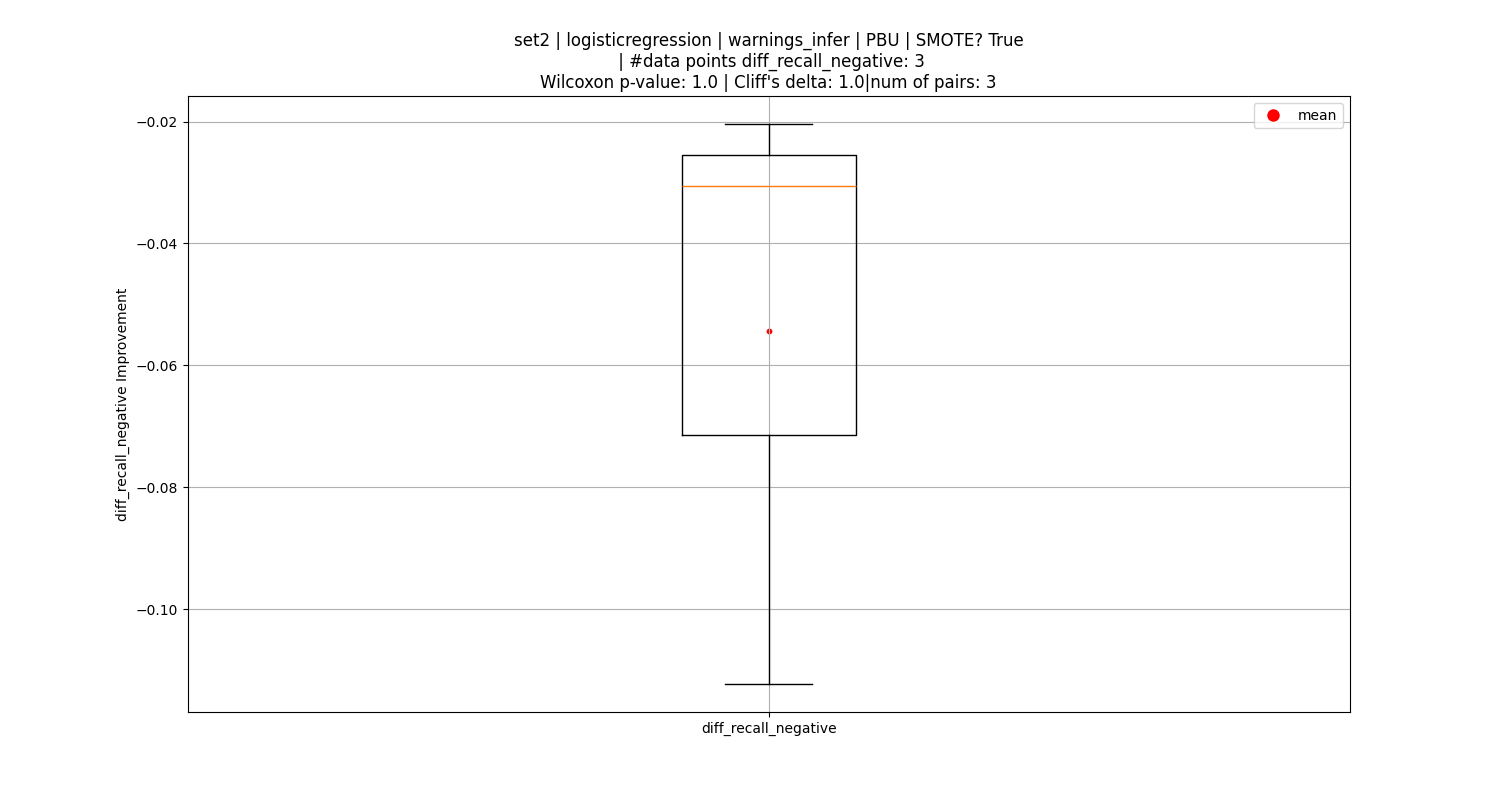 set2 | logisticregression | warnings_infer | PBU | SMOTE? True
| #data points diff_recall_negative: 3
Wilcoxon p-value: 1.0 | Cliff's delta: 1.0|num of pairs: 3
mean
−0.02
−0.04
−0.06
−0.08
−0.10
diff_recall_negative Improvement
diff_recall_negative